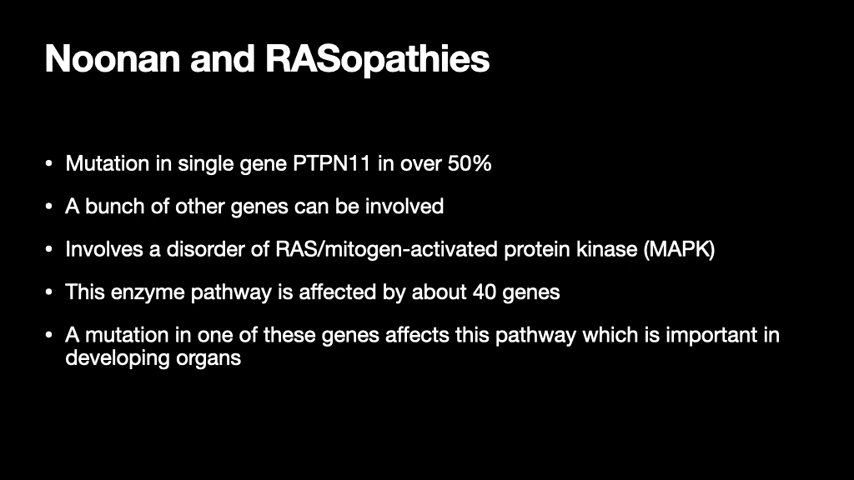 Noonan and RASopathies
• Mutation in single gene PTPN11 in over 50%
• A bunch of other genes can be involved
• Involves a disorder of RAS/mitogen-activated protein kinase (MAPK)
• This enzyme pathway is affected by about 40 genes
• A mutation in one of these genes affects this pathway which is important in
developing organs